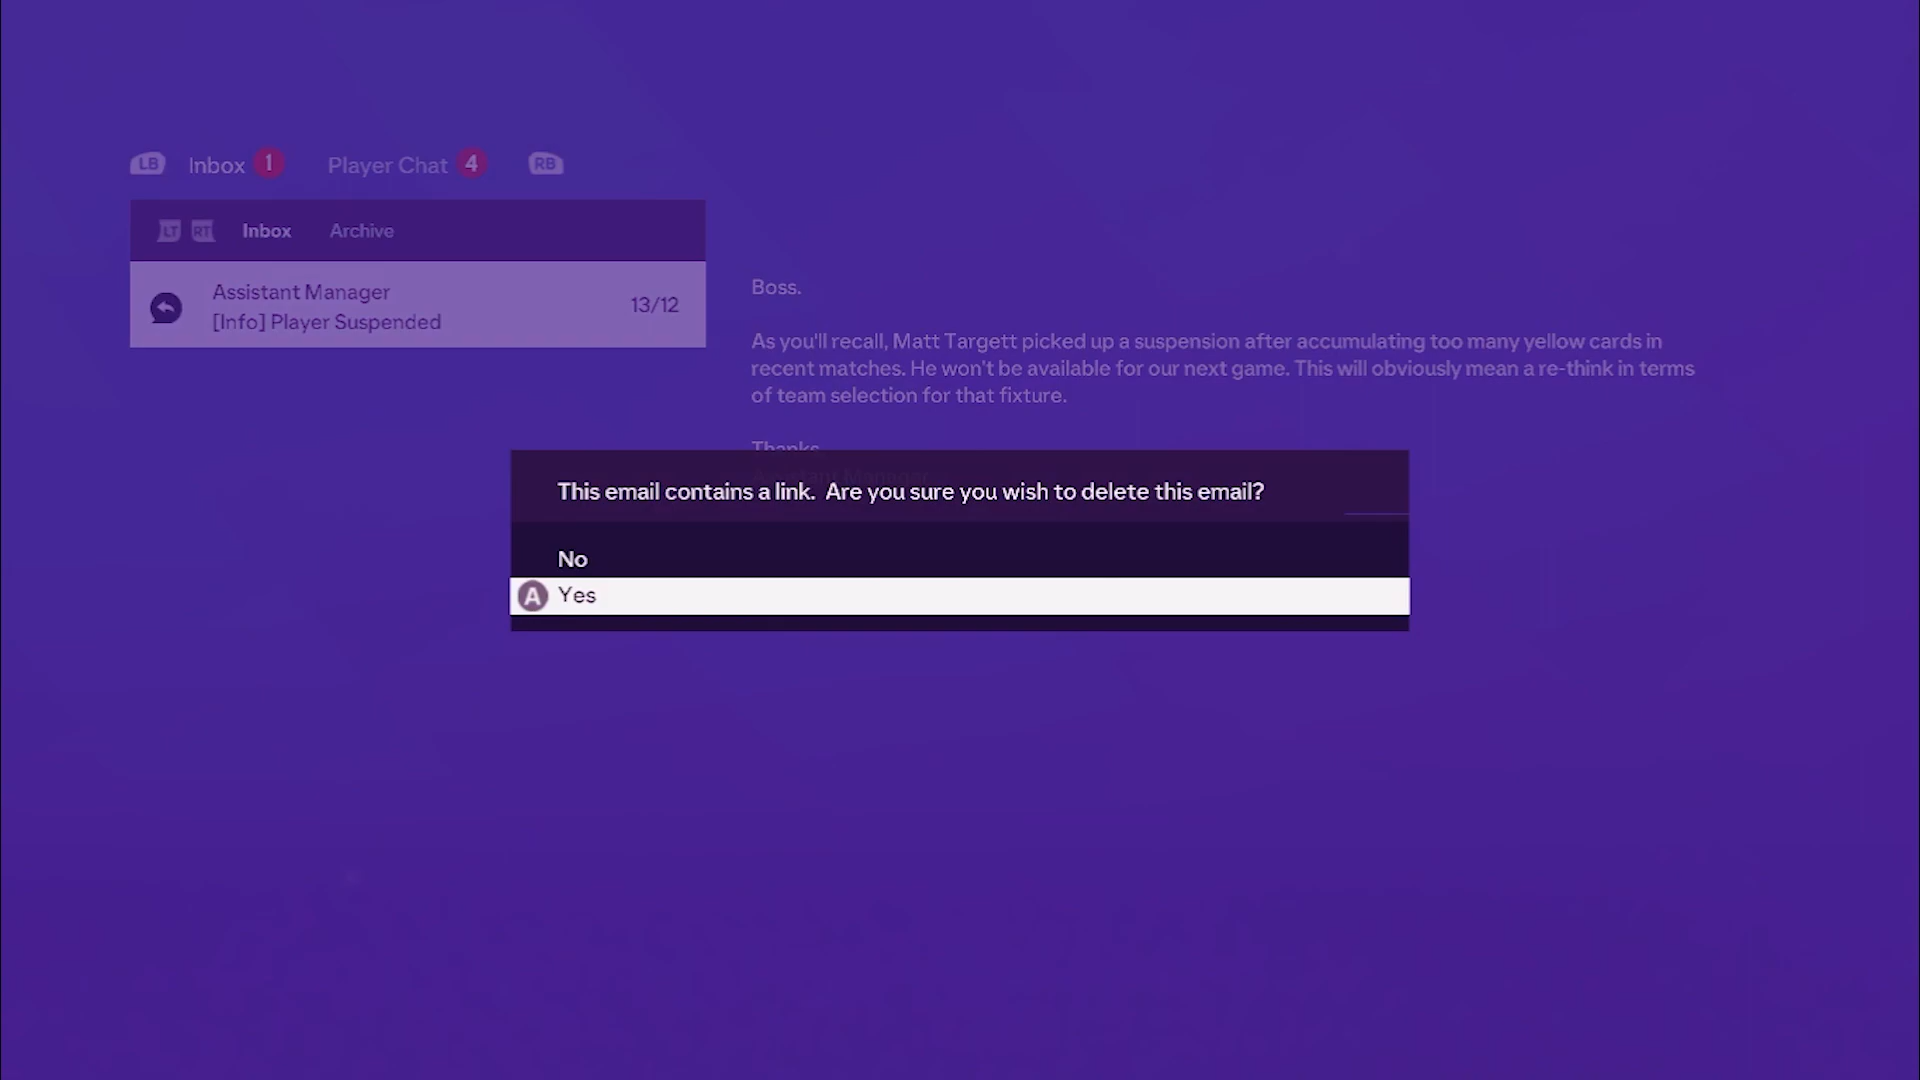 LB Inbox 1 Player Chat 4 RB
LT RT Inbox Archive
Assistant Manager
[Info] Player Suspended
13/12
Boss.
As you'll recall, Matt Targett picked up a suspension after accumulating too many yellow cards in
recent matches. He won't be available for our next game. This will obviously mean a re-think in terms
of team selection for that fixture.
Thanks
Assistant Manager
This email contains a link. Are you sure you wish to delete this email?
No
A Yes